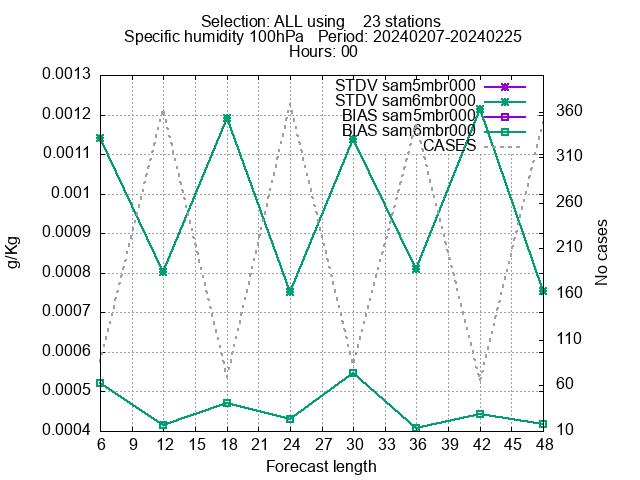 Selection: ALL using    23 stations
Specific humidity 100hPa   Period: 20240207-20240225
Hours: 00
STDV sam5mbr000
STDV sam6mbr000
BIAS sam5mbr000
BIAS sam6mbr000
CASES
0.0013
0.0012
0.0011
0.001
0.0009
0.0008
0.0007
0.0006
0.0005
0.0004
g/Kg
360
310
260
210
160
110
60
10
No cases
6 9 12 15 18 21 24 27 30 33 36 39 42 45 48
Forecast length